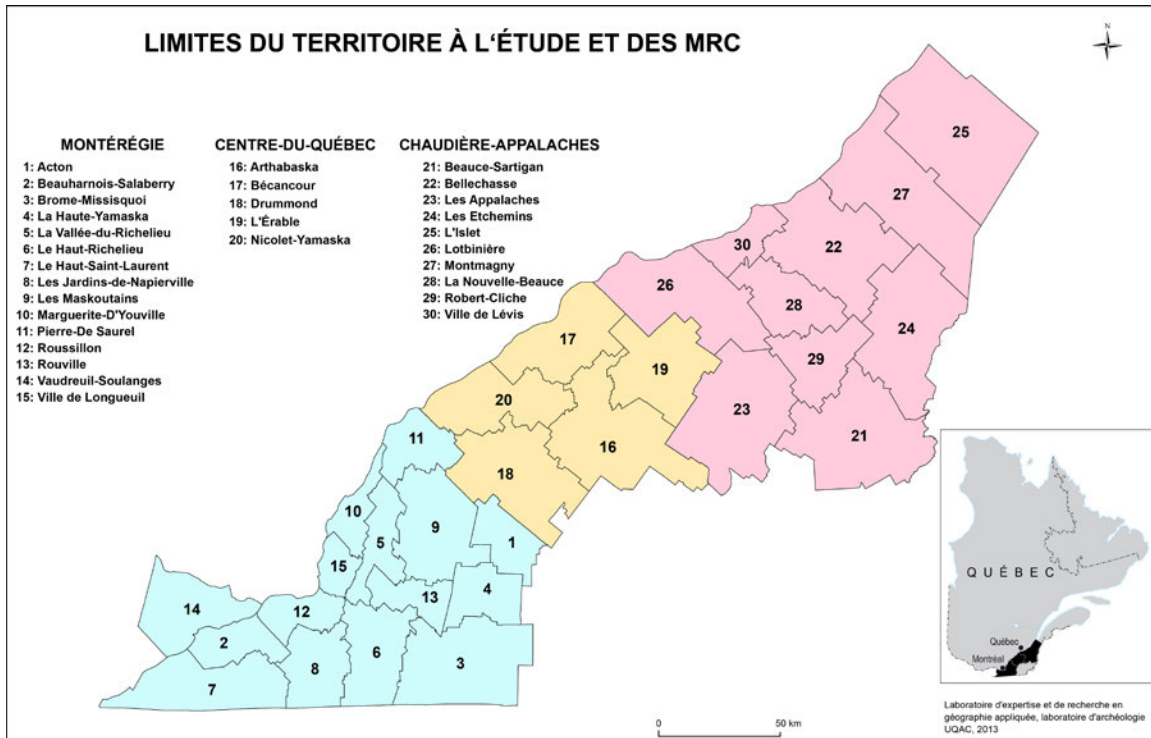 LIMITES DU TERRITOIRE À L'ÉTUDE ET DES MRC
N
MONTÉRÉGIE
1: Acton
2: Beauharnois-Salaberry
3: Brome-Missisquoi
4: La Haute-Yamaska
5: La Vallée-du-Richelieu
6: Le Haut-Richelieu
7: Le Haut-Saint-Laurent
8: Les Jardins-de-Napierville
9: Les Maskoutains
10: Marguerite-D'Youville
11: Pierre-De Saurel
12: Roussillon
13: Rouville
14: Vaudreuil-Soulanges
15: Ville de Longueuil
CENTRE-DU-QUÉBEC
16: Arthabaska
17: Bécancour
18: Drummond
19: L'Érable
20: Nicolet-Yamaska
CHAUDIÈRE-APPALACHES
21: Beauce-Sartigan
22: Bellechasse
23: Les Appalaches
24: Les Etchemins
25: L'Islet
26: Lotbinière
27: Montmagny
28: La Nouvelle-Beauce
29: Robert-Cliche
30: Ville de Lévis
25
27
30
22
26
28
24
17
19
29
20
23
11
16
21
18
10
9
5
1
15
4
13
14
12
2
3
6
8
7
QUÉBEC
Québec
Montréal
0 50 km
Laboratoire d'expertise et de recherche en
géographie appliquée, laboratoire d'archéologie
UQAC, 2013